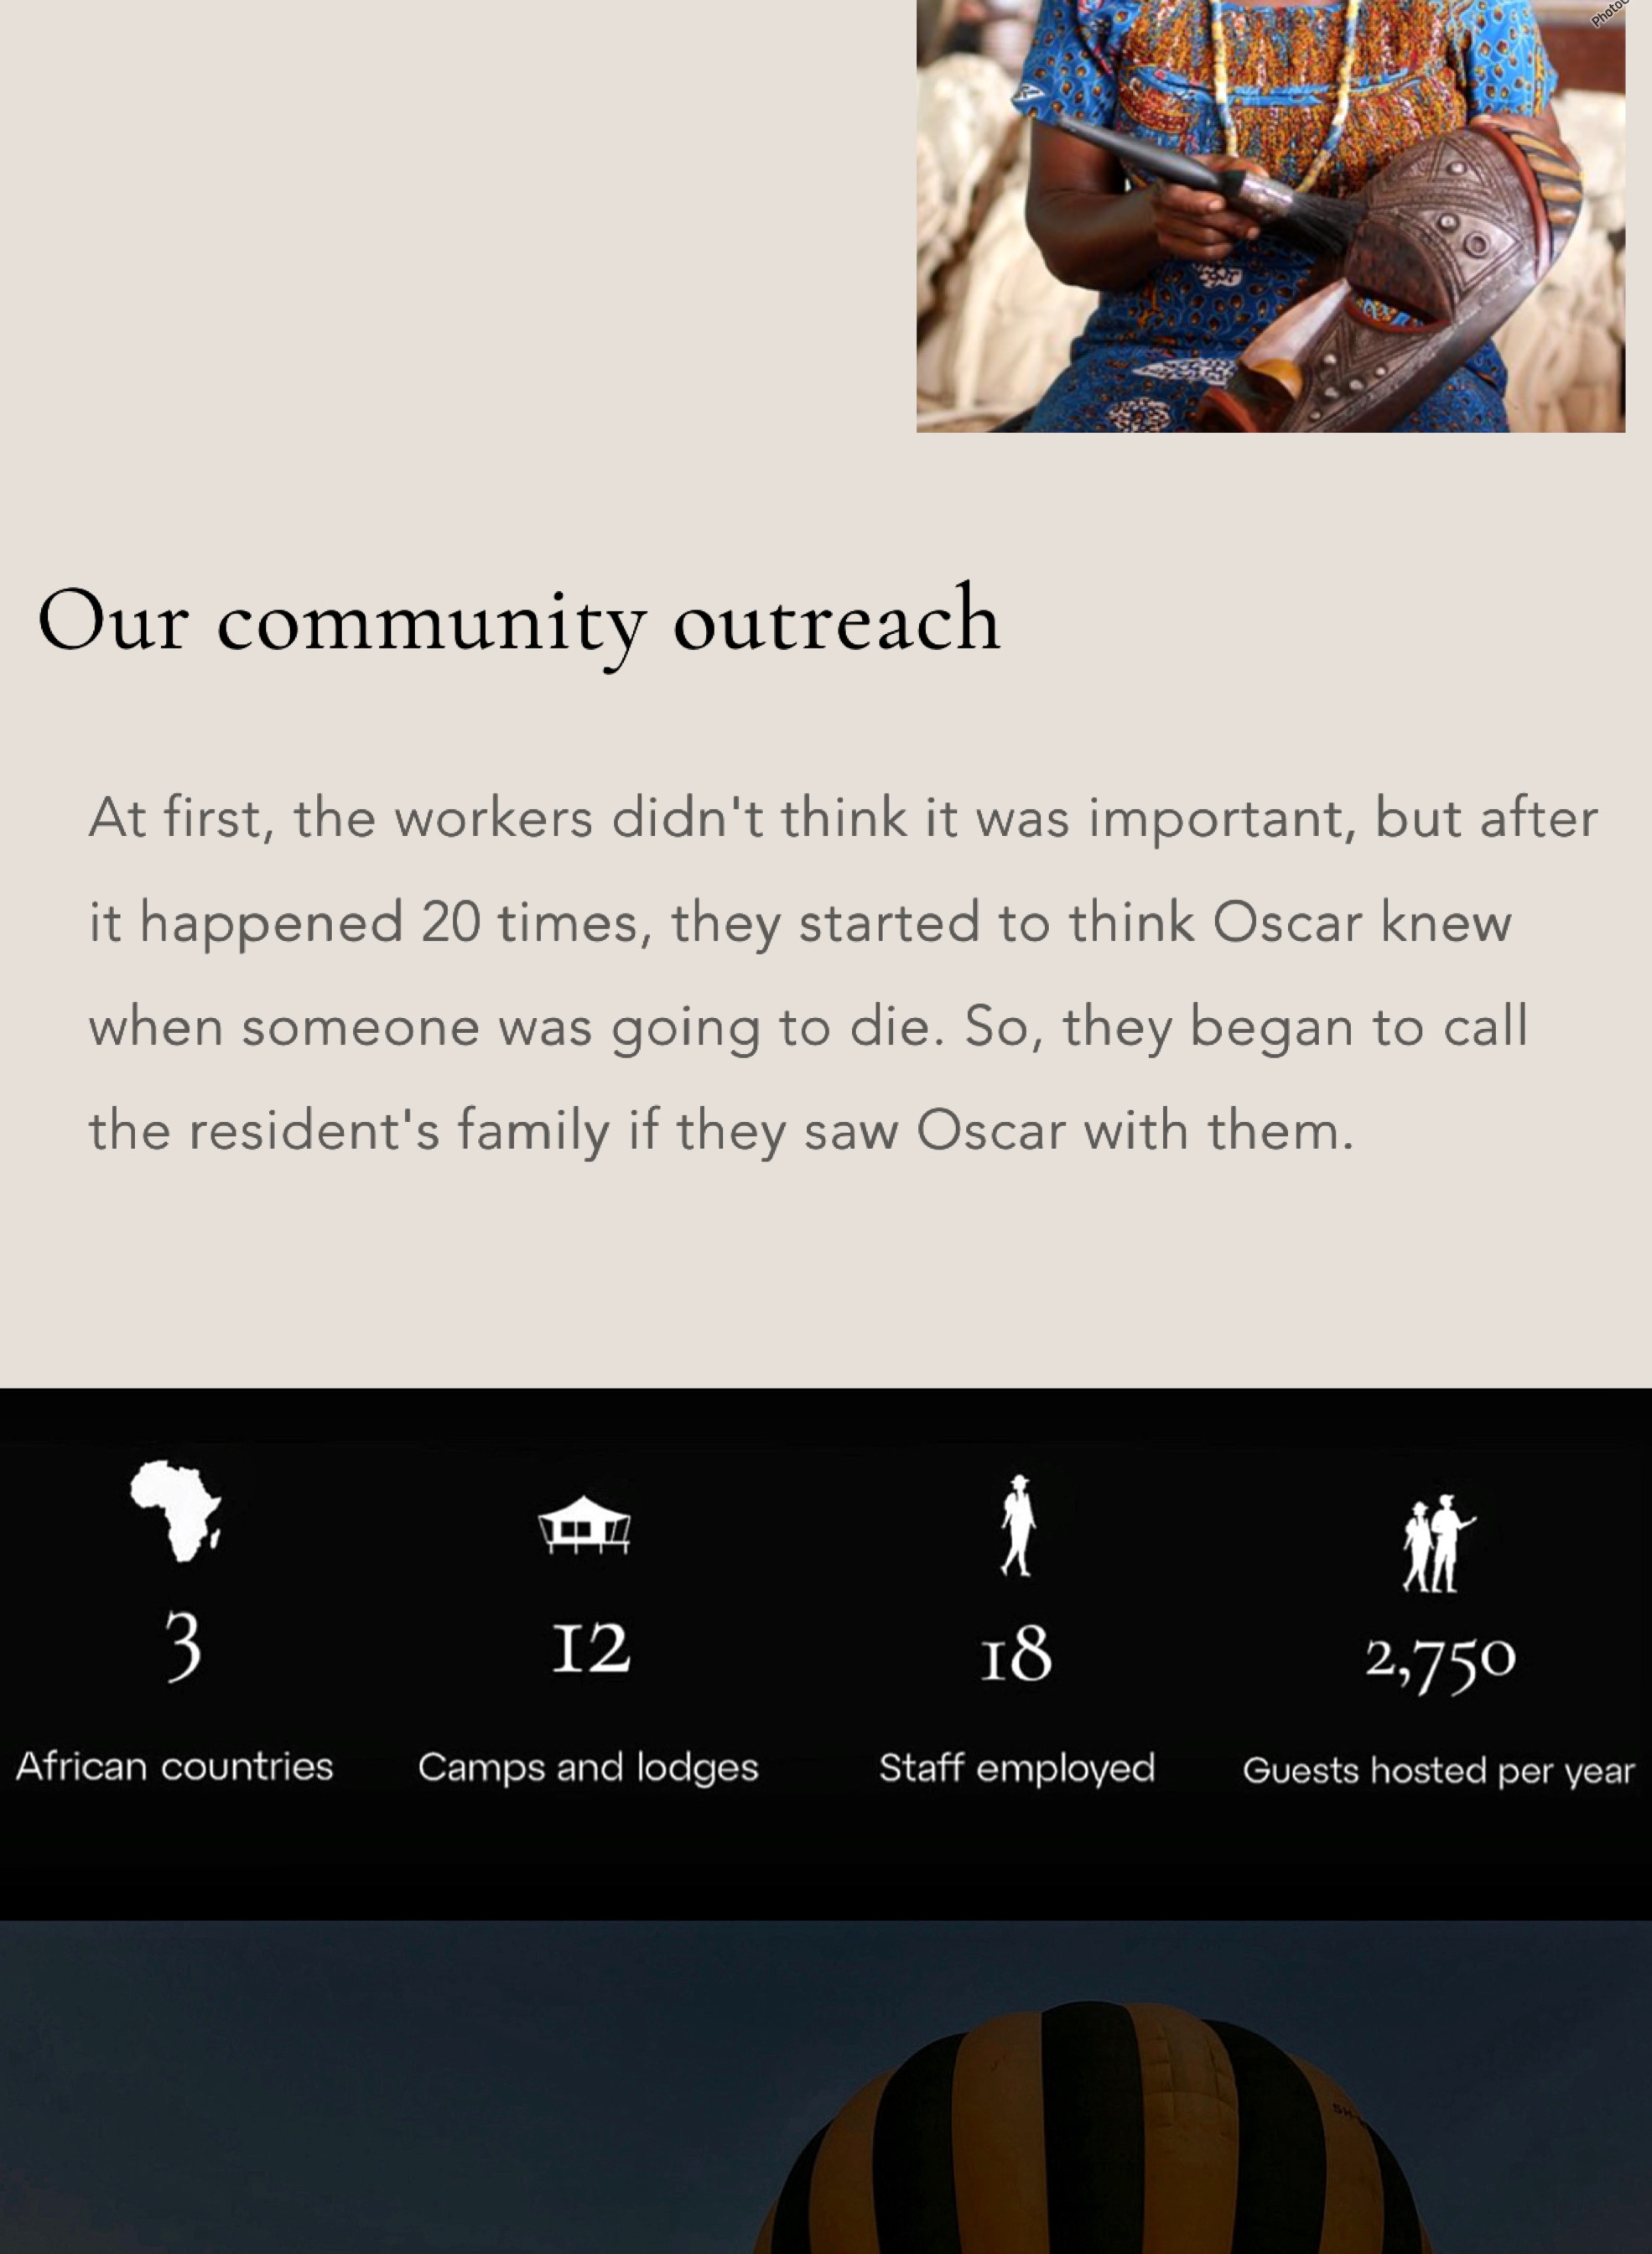 Our community outreach
At first, the workers didn't think it was important, but after
it happened 20 times, they started to think Oscar knew
when someone was going to die. So, they began to call
the resident's family if they saw Oscar with them.
3
12
18
2,750
African countries
Camps and lodges
Staff employed
Guests hosted per year